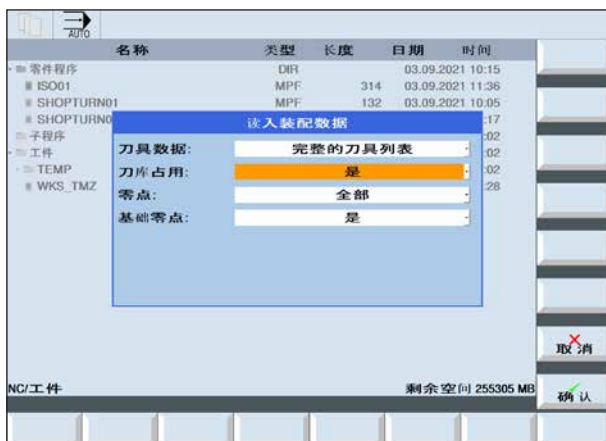 AUTO
名称 类型 长度 日期 时间
零件程序 DIR 03.09.2021 10:15
ISO01 MPF 314 03.09.2021 11:36
SHOPTURN01 MPF 132 03.09.2021 10:05
SHOPTURN0 :17
子程序 :02
工件 :02
TEMP :02
WKS_TMZ :28
读入装配数据
刀具数据: 完整的刀具列表
刀库占用: 是
零点: 全部
基础零点: 是
取消
NC/工件 剩余空间 255305 MB
确认